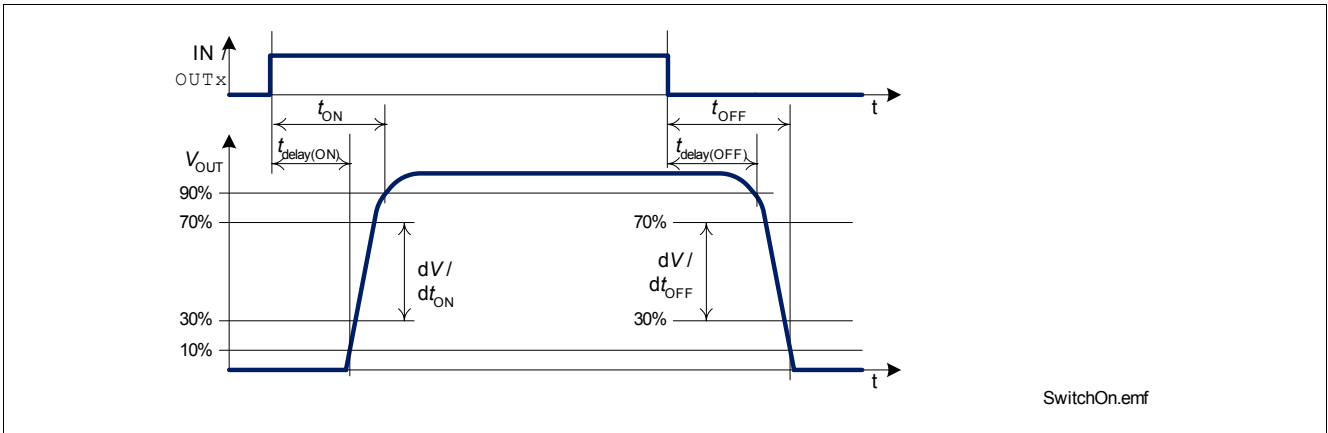 IN /
OUTx
t
tON
tOFF
tdelay(ON)
tdelay(OFF)
VOUT
90%
70%
70%
dV /
dtON
dV /
dtOFF
30%
30%
10%
t
SwitchOn.emf